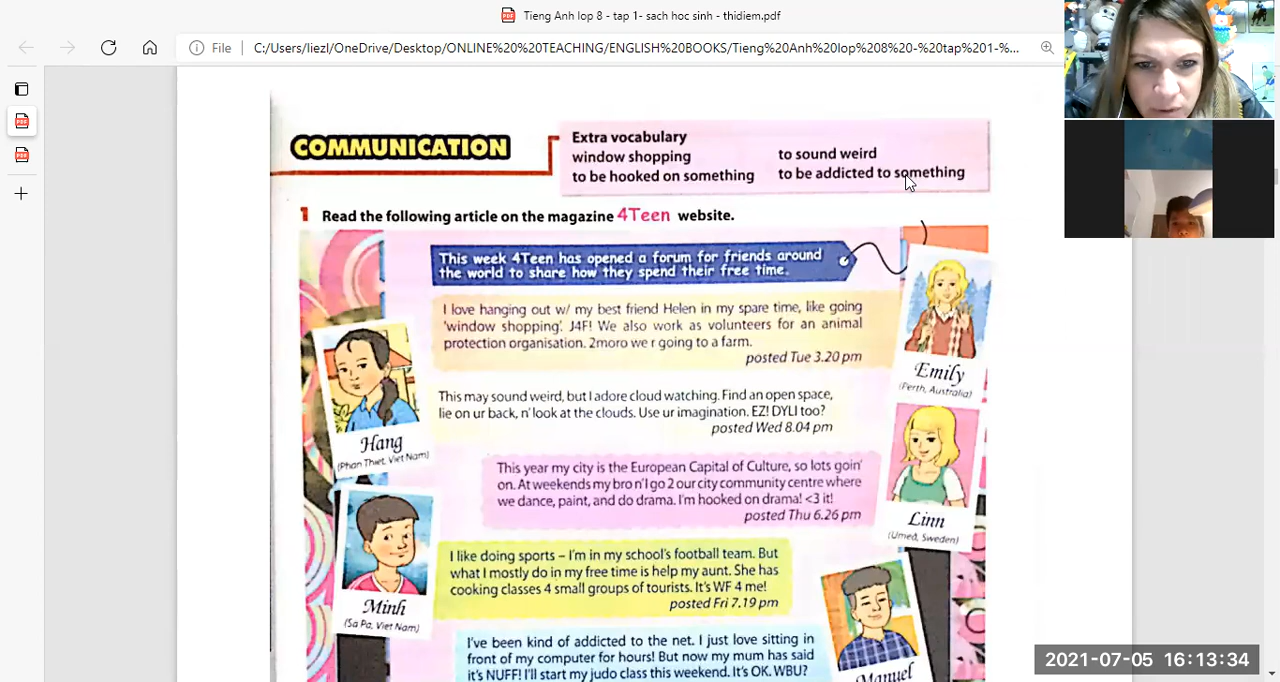 Tieng Anh lop 8 - tap 1- sach hoc sinh - thidiem.pdf
File
C:/Users/liezl/OneDrive/Desktop/ONLINE%20%20TEACHING/ENGLISH%20BOOKS/Tieng%20Anh%20lop%208%20-%20tap%201-%...
COMMUNICATION
Extra vocabulary
window shopping
to be hooked on something
to sound weird
to be addicted to something
1 Read the following article on the magazine 4Teen website.
This week 4Teen has opened a forum for friends around
the world to share how they spend their free time.
I love hanging out w/ my best friend Helen in my spare time, like going
'window shopping'. J4F! We also work as volunteers for an animal
protection organisation. 2moro we r going to a farm.
posted Tue 3.20 pm
Emily
(Perth, Australia)
This may sound weird, but I adore cloud watching. Find an open space,
lie on ur back, n' look at the clouds. Use ur imagination. EZ! DYLI too?
posted Wed 8.04 pm
Hang
(Phan Thiet, Viet Nam)
This year my city is the European Capital of Culture, so lots goin'
on. At weekends my bro n' I go 2 our city community centre where
we dance, paint, and do drama. I'm hooked on drama! <3 it!
posted Thu 6.26 pm
Linn
(Umed, Sweden)
I like doing sports – I'm in my school's football team. But
what I mostly do in my free time is help my aunt. She has
cooking classes 4 small groups of tourists. It's WF 4 me!
posted Fri 7.19 pm
Minh
(Sa Pa, Viet Nam)
I've been kind of addicted to the net. I just love sitting in
front of my computer for hours! But now my mum has said
it's NUFF! I'll start my judo class this weekend. It's OK. WBU?
Manuel
2021-07-05 16:13:34